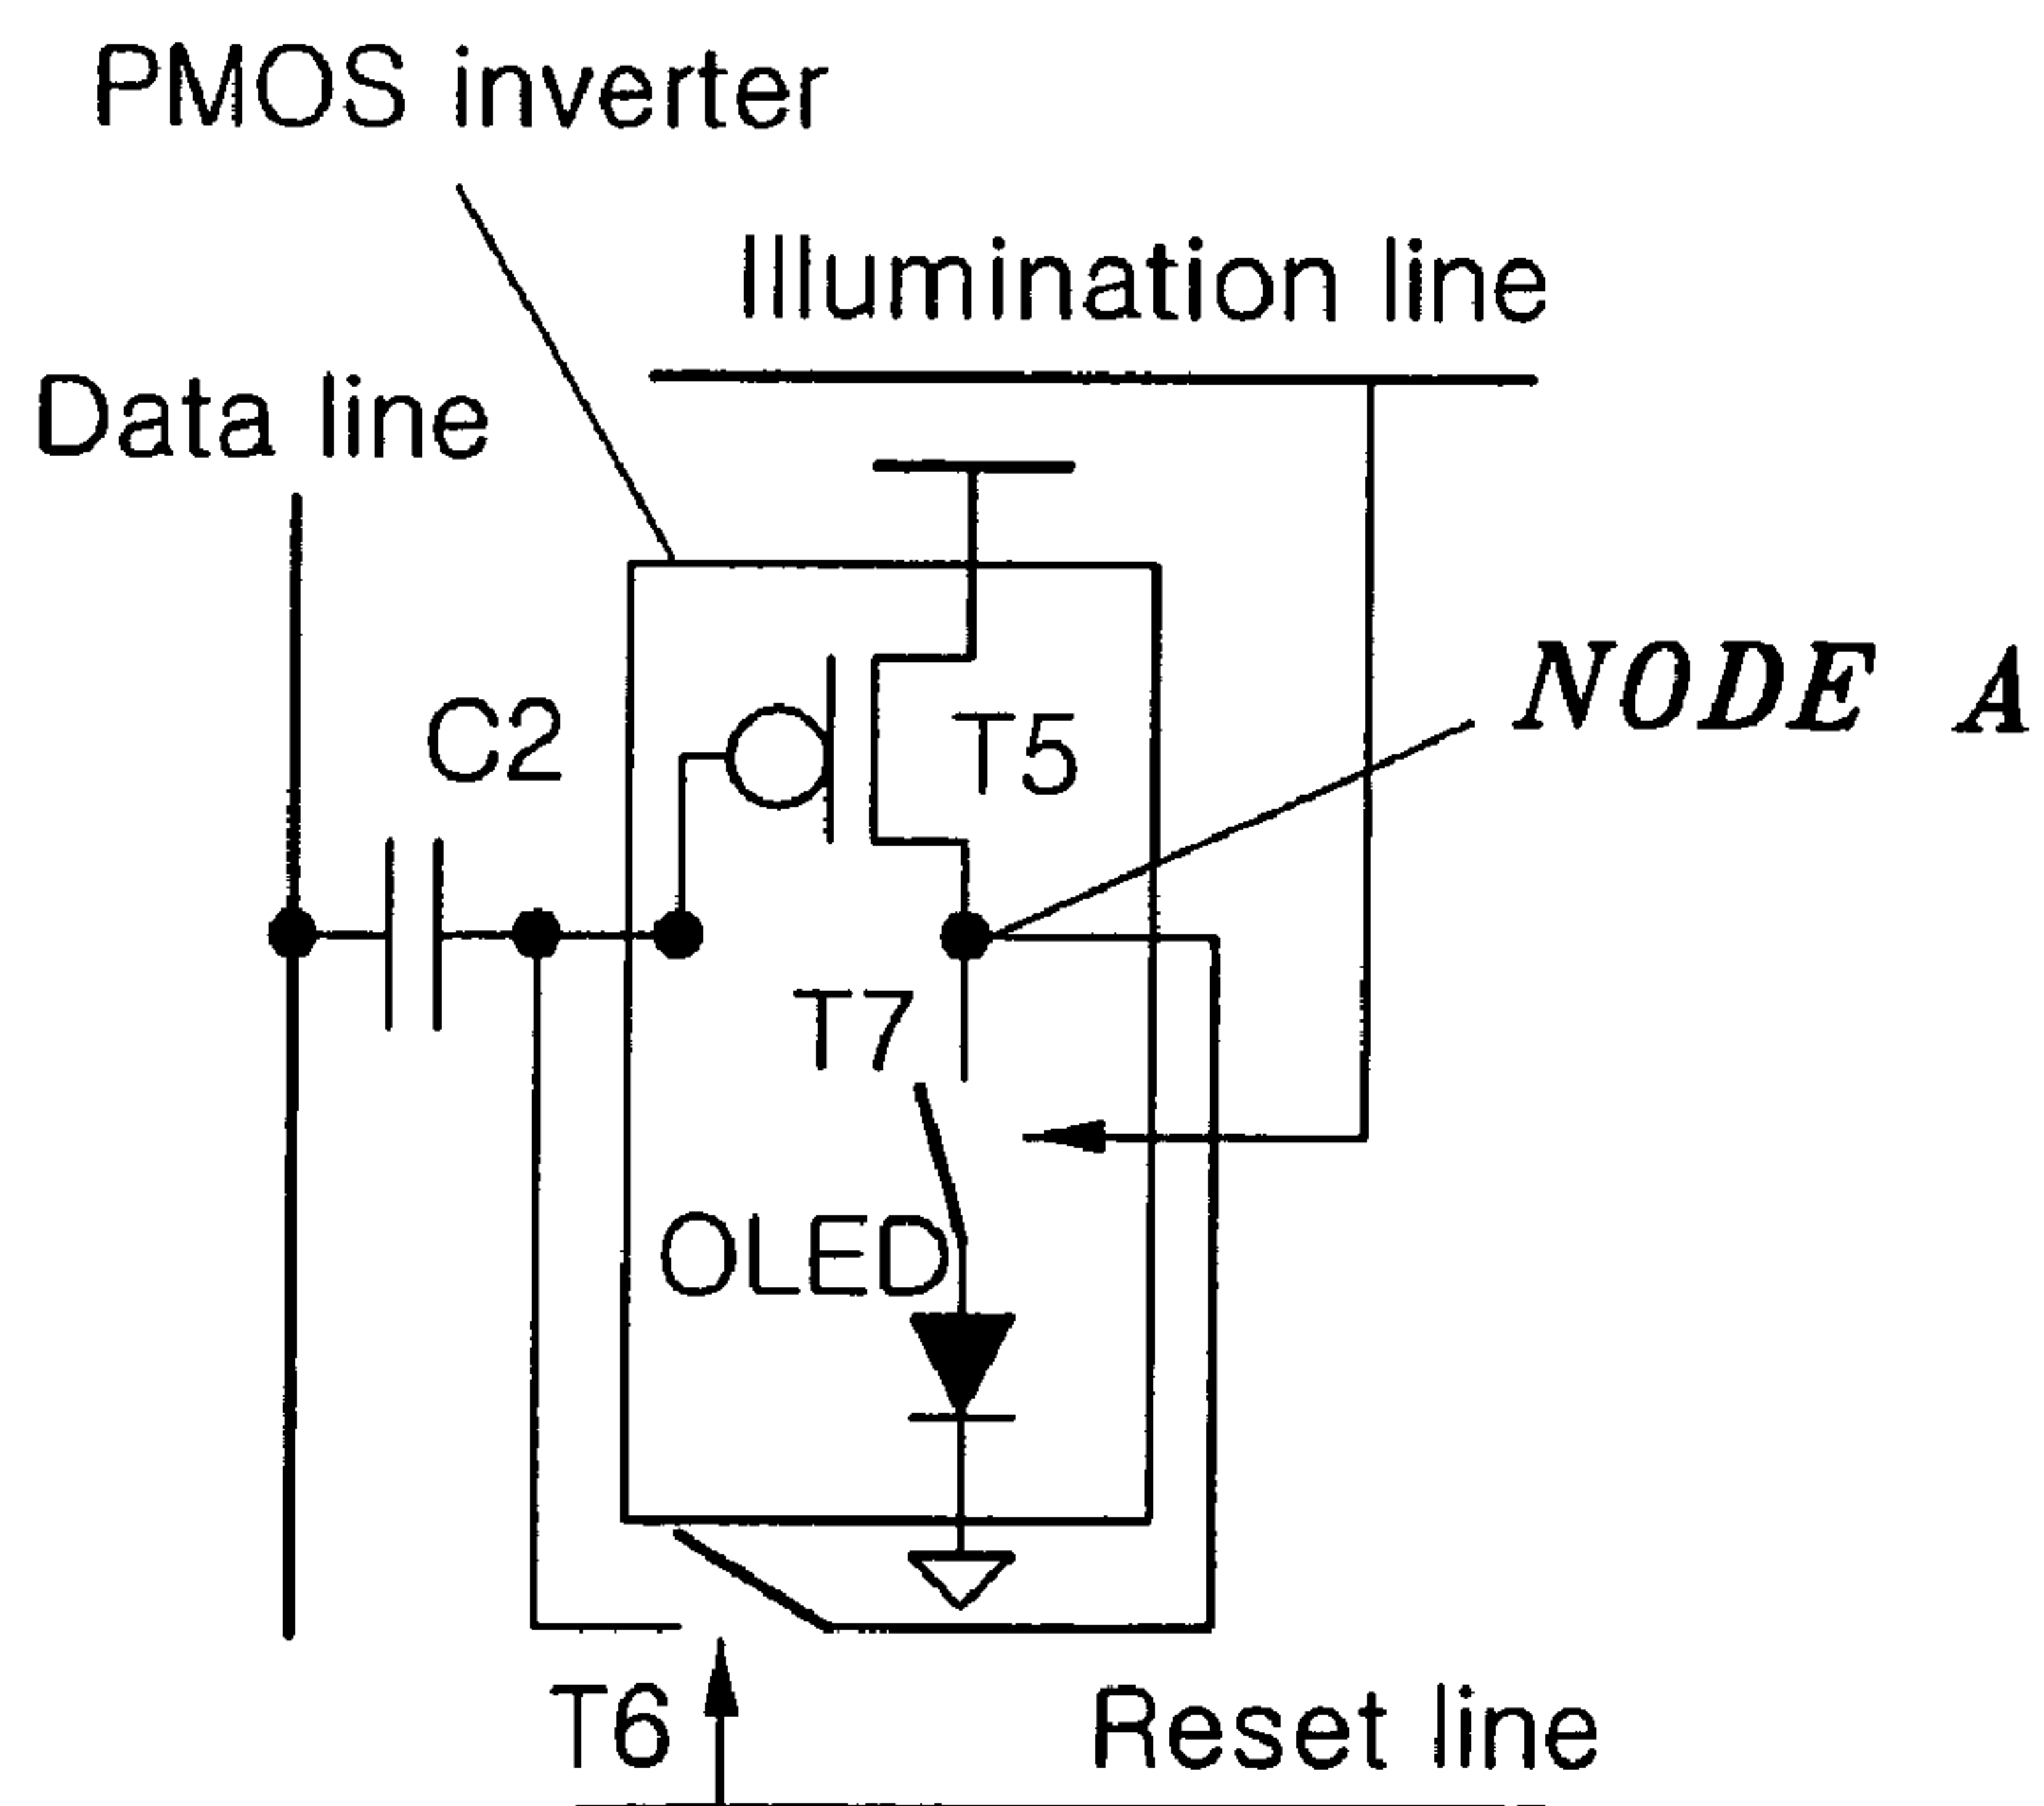 PMOS inverter
Illumination line
Data line
NODE A
C2
T5
T7
OLED
T6
Reset line